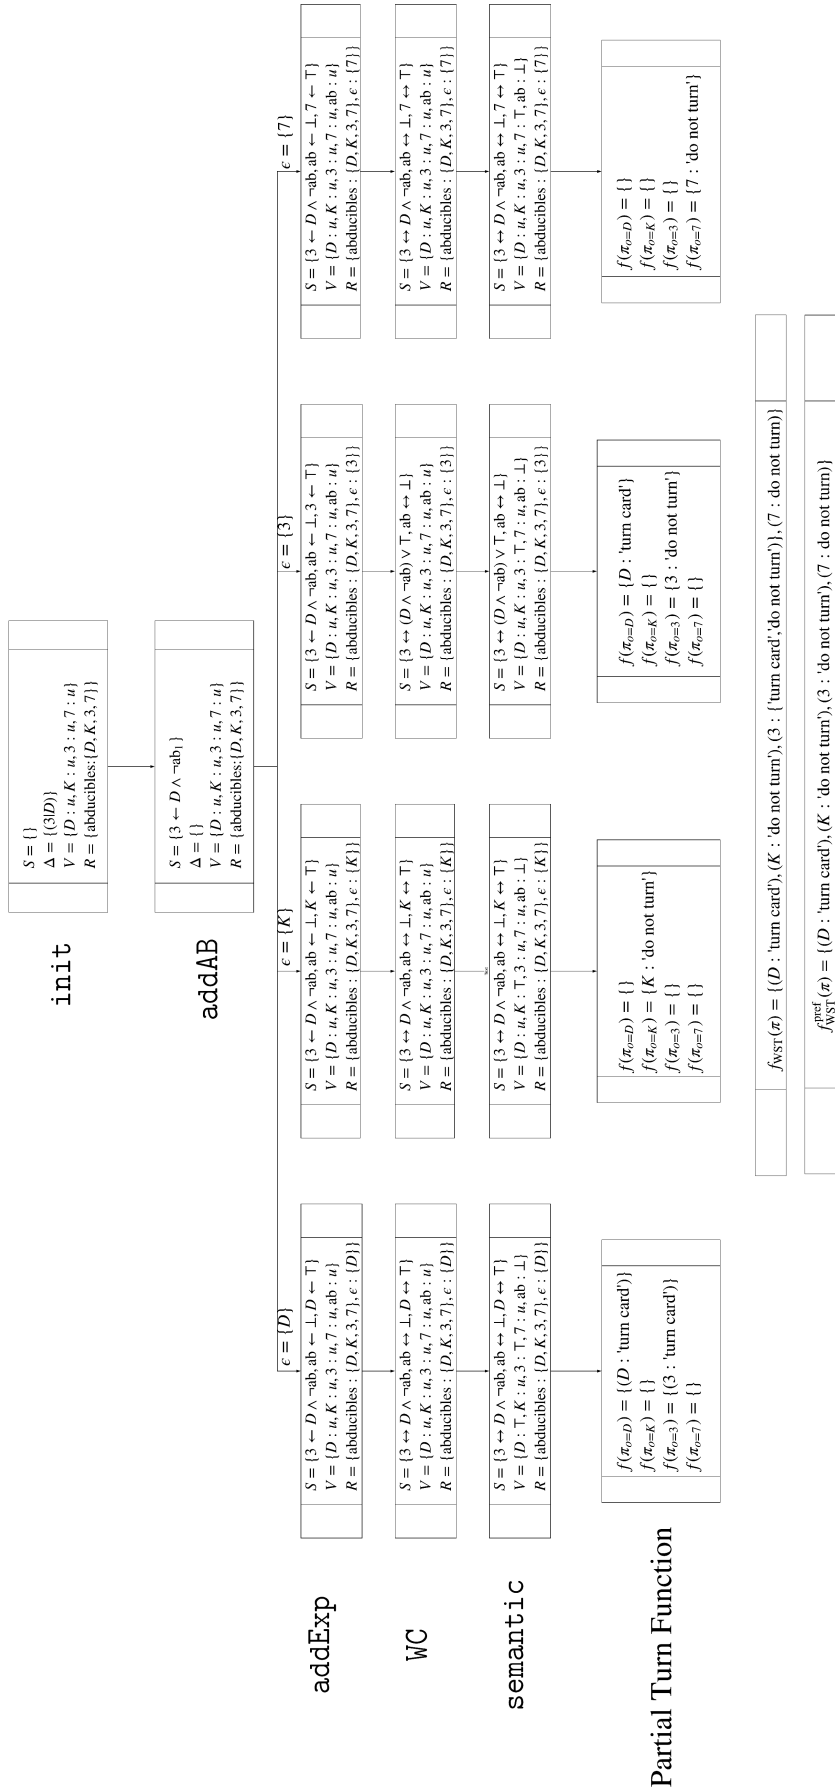 init
S = {}
Δ = {(3|D)}
V = {D : u, K : u, 3 : u, 7 : u}
R = {abducibles:{D, K, 3, 7}}
addAB
S = {3 ← D ∧ ¬ab₁}
Δ = {}
V = {D : u, K : u, 3 : u, 7 : u}
R = {abducibles:{D, K, 3, 7}}
ϵ = {D}
ϵ = {K}
ϵ = {3}
ϵ = {7}
addExp
S = {3 ← D ∧ ¬ab, ab ← ⊥, D ← ⊤}
V = {D : u, K : u, 3 : u, 7 : u, ab : u}
R = {abducibles : {D, K, 3, 7}, ϵ : {D}}
S = {3 ← D ∧ ¬ab, ab ← ⊥, K ← ⊤}
V = {D : u, K : u, 3 : u, 7 : u, ab : u}
R = {abducibles : {D, K, 3, 7}, ϵ : {K}}
S = {3 ← D ∧ ¬ab, ab ← ⊥, 3 ← ⊤}
V = {D : u, K : u, 3 : u, 7 : u, ab : u}
R = {abducibles : {D, K, 3, 7}, ϵ : {3}}
S = {3 ← D ∧ ¬ab, ab ← ⊥, 7 ← ⊤}
V = {D : u, K : u, 3 : u, 7 : u, ab : u}
R = {abducibles : {D, K, 3, 7}, ϵ : {7}}
WC
S = {3 ↔ D ∧ ¬ab, ab ↔ ⊥, D ↔ ⊤}
V = {D : u, K : u, 3 : u, 7 : u, ab : u}
R = {abducibles : {D, K, 3, 7}, ϵ : {D}}
S = {3 ↔ D ∧ ¬ab, ab ↔ ⊥, K ↔ ⊤}
V = {D : u, K : u, 3 : u, 7 : u, ab : u}
R = {abducibles : {D, K, 3, 7}, ϵ : {K}}
S = {3 ↔ (D ∧ ¬ab) ∨ ⊤, ab ↔ ⊥}
V = {D : u, K : u, 3 : u, 7 : u, ab : u}
R = {abducibles : {D, K, 3, 7}, ϵ : {3}}
S = {3 ↔ D ∧ ¬ab, ab ↔ ⊥, 7 ↔ ⊤}
V = {D : u, K : u, 3 : u, 7 : u, ab : u}
R = {abducibles : {D, K, 3, 7}, ϵ : {7}}
semantic
S = {3 ↔ D ∧ ¬ab, ab ↔ ⊥, D ↔ ⊤}
V = {D : ⊤, K : u, 3 : ⊤, 7 : u, ab : ⊥}
R = {abducibles : {D, K, 3, 7}, ϵ : {D}}
S = {3 ↔ D ∧ ¬ab, ab ↔ ⊥, K ↔ ⊤}
V = {D : u, K : ⊤, 3 : u, 7 : u, ab : ⊥}
R = {abducibles : {D, K, 3, 7}, ϵ : {K}}
S = {3 ↔ (D ∧ ¬ab) ∨ ⊤, ab ↔ ⊥}
V = {D : u, K : u, 3 : ⊤, 7 : u, ab : ⊥}
R = {abducibles : {D, K, 3, 7}, ϵ : {3}}
S = {3 ↔ D ∧ ¬ab, ab ↔ ⊥, 7 ↔ ⊤}
V = {D : u, K : u, 3 : u, 7 : ⊤, ab : ⊥}
R = {abducibles : {D, K, 3, 7}, ϵ : {7}}
Partial Turn Function
f(π_{o=D}) = {(D : 'turn card')}
f(π_{o=K}) = {}
f(π_{o=3}) = {(3 : 'turn card')}
f(π_{o=7}) = {}
f(π_{o=D}) = {}
f(π_{o=K}) = {K : 'do not turn'}
f(π_{o=3}) = {}
f(π_{o=7}) = {}
f(π_{o=D}) = {D : 'turn card'}
f(π_{o=K}) = {}
f(π_{o=3}) = {3 : 'do not turn'}
f(π_{o=7}) = {}
f(π_{o=D}) = {}
f(π_{o=K}) = {}
f(π_{o=3}) = {}
f(π_{o=7}) = {7 : 'do not turn'}
f_{WST}(π) = {(D : 'turn card'), (K : 'do not turn'), (3 : {'turn card','do not turn'}), (7 : do not turn)}
f_{WST}^{pref}(π) = {(D : 'turn card'), (K : 'do not turn'), (3 : 'do not turn'), (7 : do not turn)}